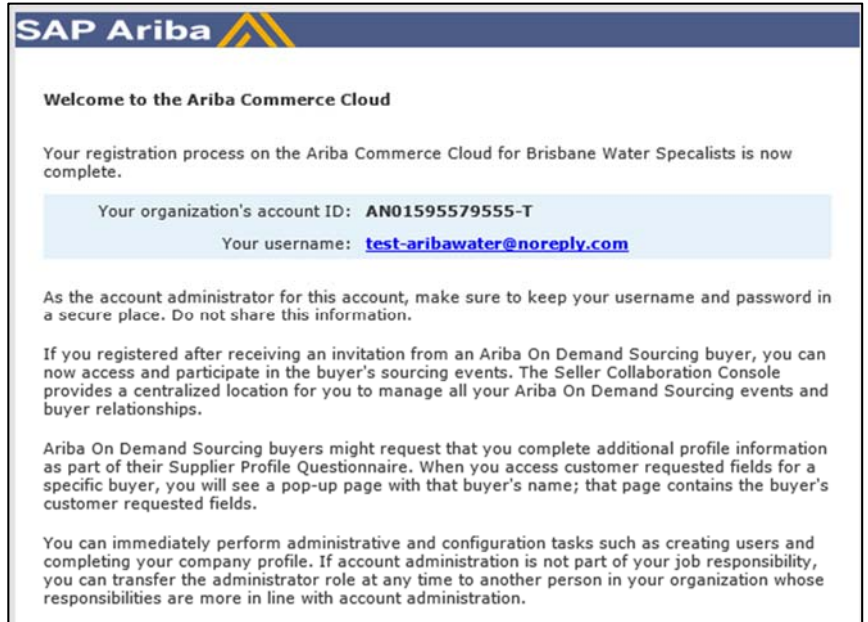 SAP Ariba
Welcome to the Ariba Commerce Cloud
Your registration process on the Ariba Commerce Cloud for Brisbane Water Specalists is now
complete.
Your organization's account ID: AN01595579555-T
Your username: test-aribawater@noreply.com
As the account administrator for this account, make sure to keep your username and password in
a secure place. Do not share this information.
If you registered after receiving an invitation from an Ariba On Demand Sourcing buyer, you can
now access and participate in the buyer's sourcing events. The Seller Collaboration Console
provides a centralized location for you to manage all your Ariba On Demand Sourcing events and
buyer relationships.
Ariba On Demand Sourcing buyers might request that you complete additional profile information
as part of their Supplier Profile Questionnaire. When you access customer requested fields for a
specific buyer, you will see a pop-up page with that buyer's name; that page contains the buyer's
customer requested fields.
You can immediately perform administrative and configuration tasks such as creating users and
completing your company profile. If account administration is not part of your job responsibility,
you can transfer the administrator role at any time to another person in your organization whose
responsibilities are more in line with account administration.